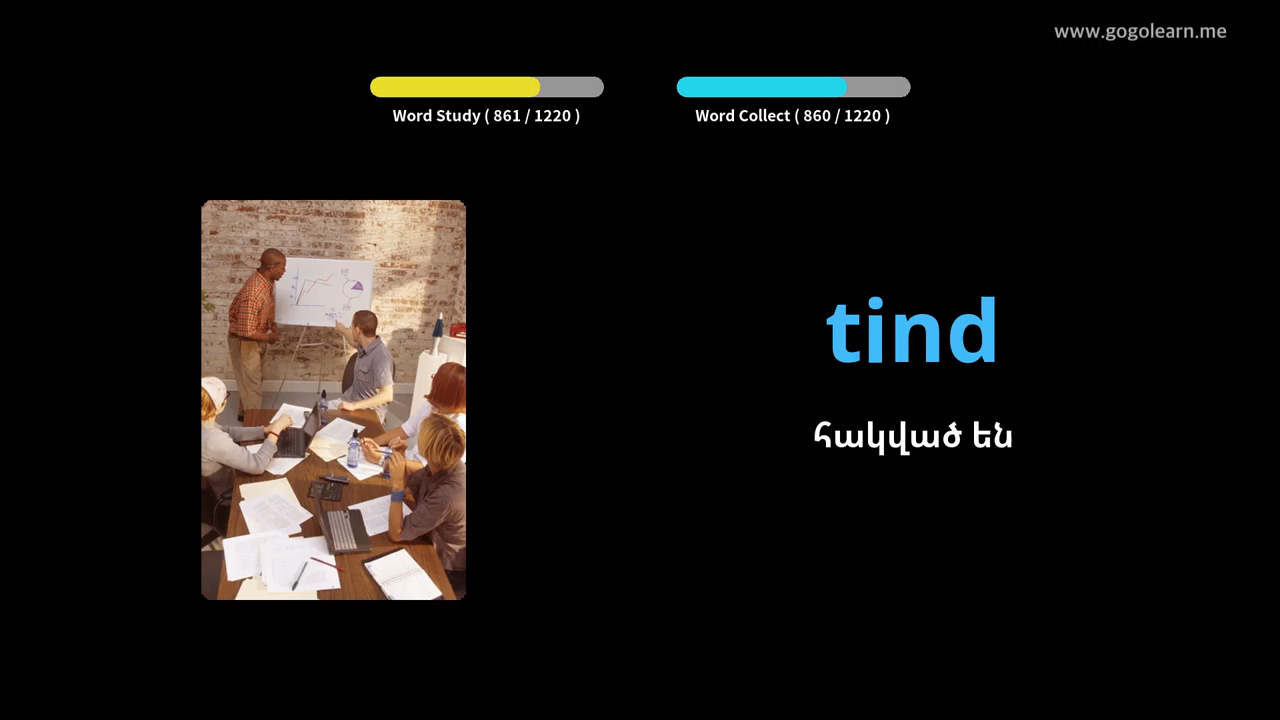 www.gogolearn.me
Word Study ( 861 / 1220 )
Word Collect ( 860 / 1220 )
tind
հակված են